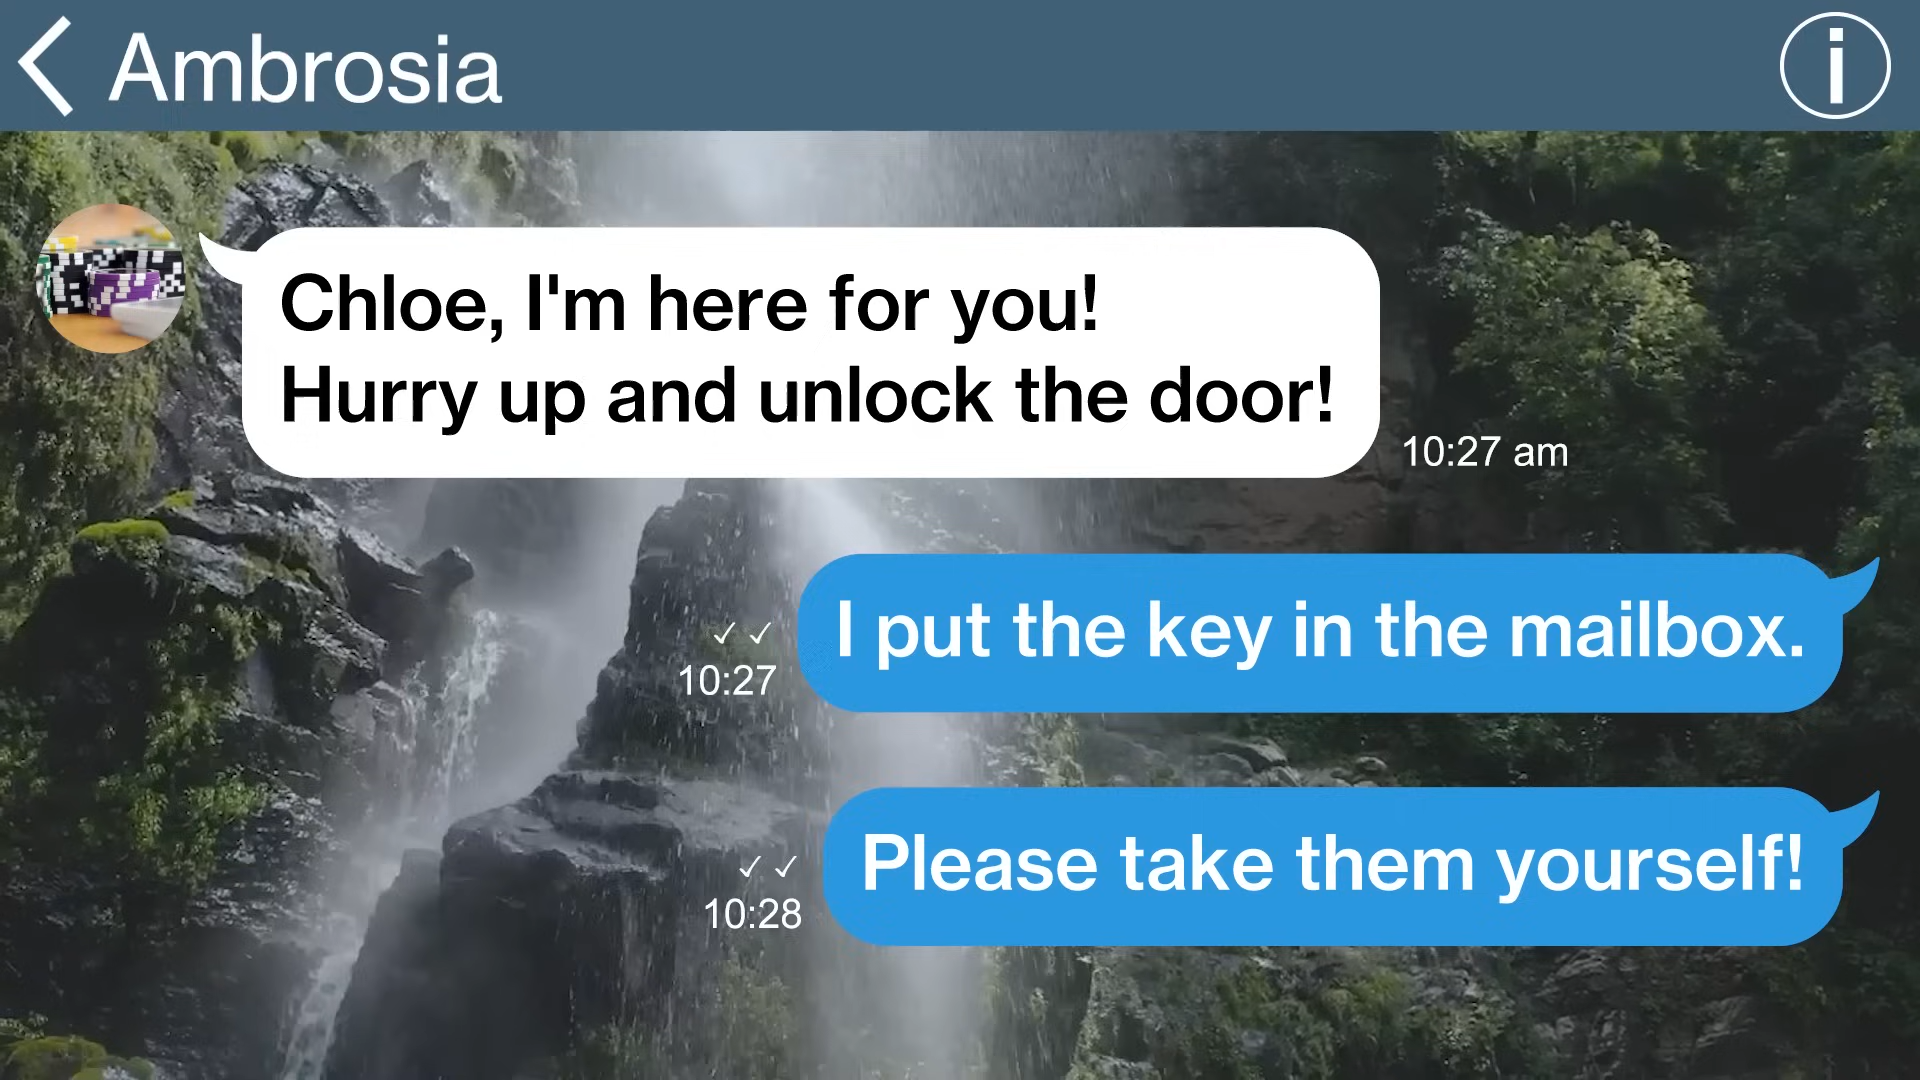 Ambrosia
Chloe, I'm here for you!
Hurry up and unlock the door!
10:27 am
I put the key in the mailbox.
10:27
Please take them yourself!
10:28